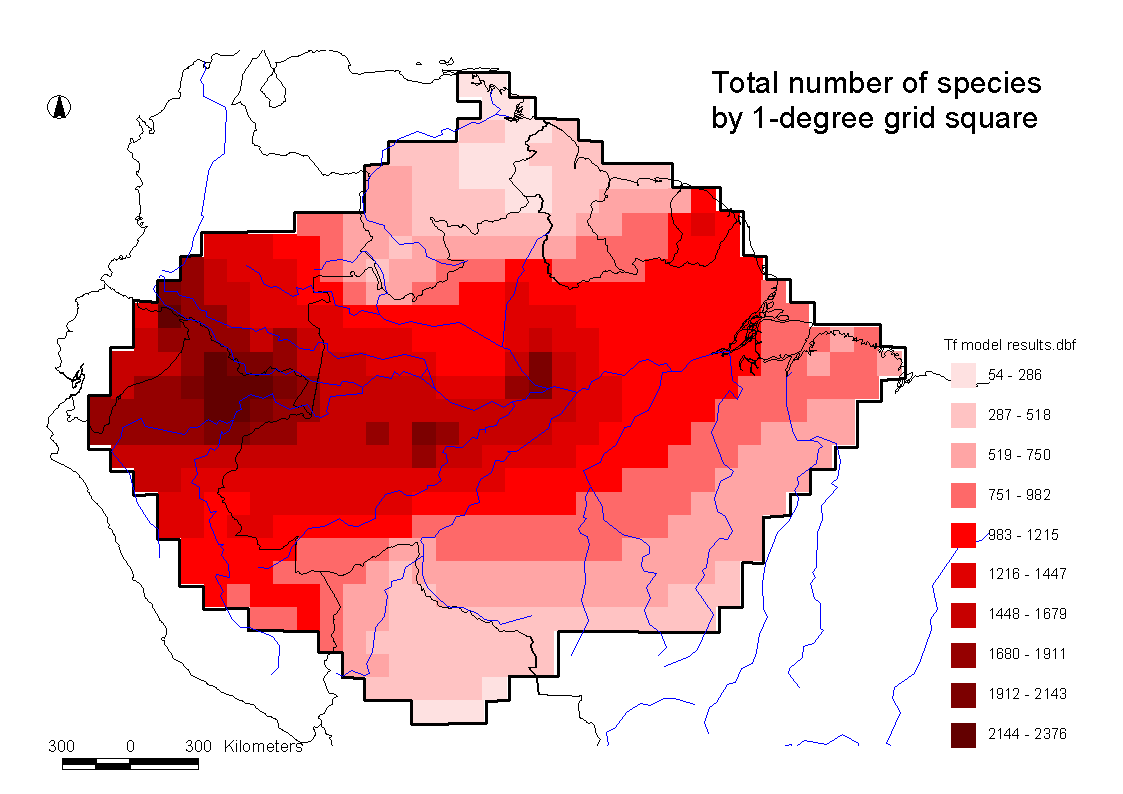 Total number of species
by 1-degree grid square
Tf model results.dbf
54 - 286
287 - 518
519 - 750
751 - 982
983 - 1215
1216 - 1447
1448 - 1679
1680 - 1911
1912 - 2143
2144 - 2376
300 0 300 Kilometers